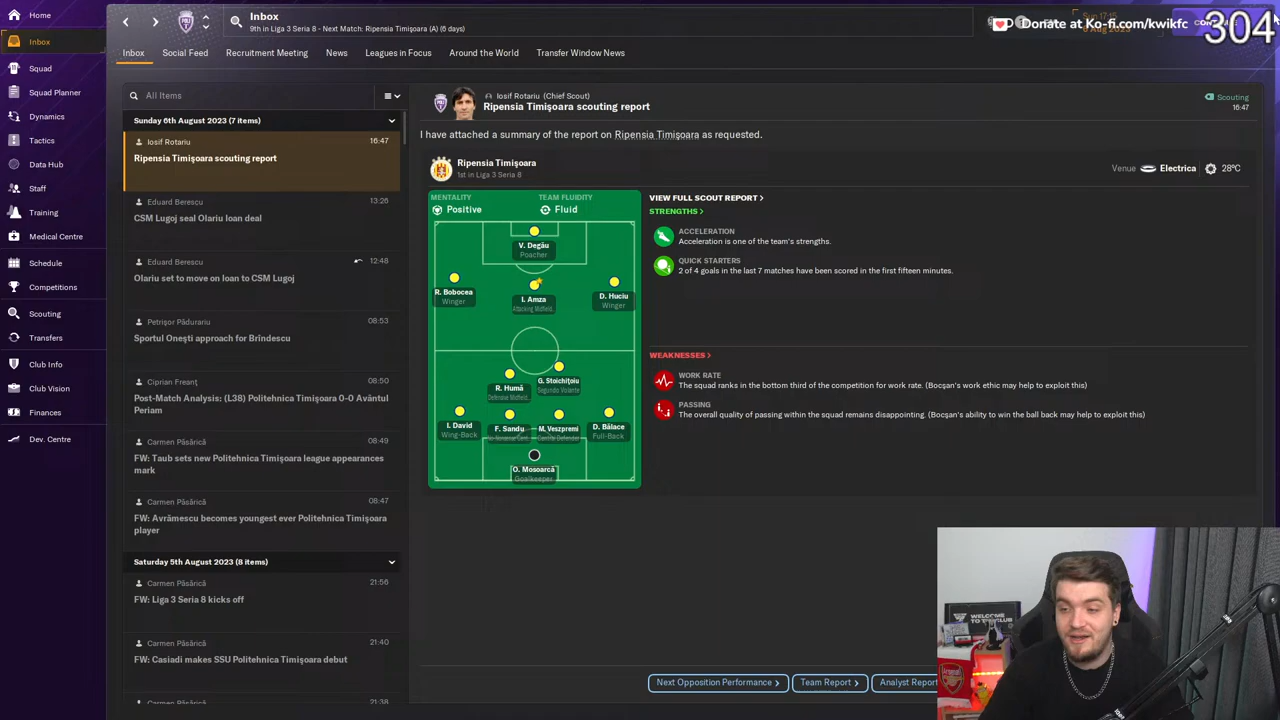 Home
Inbox
Squad
Squad Planner
Dynamics
Tactics
Data Hub
Staff
Training
Medical Centre
Schedule
Competitions
Scouting
Transfers
Club Info
Club Vision
Finances
Dev. Centre
Inbox
9th in Liga 3 Seria 8 - Next Match: Ripensia Timişoara (A) (6 days)
Donate at Ko-fi.com/kwikfc
304
Inbox Social Feed Recruitment Meeting News Leagues in Focus Around the World Transfer Window News
All Items
Sunday 6th August 2023 (7 items)
Iosif Rotariu 16:47
Ripensia Timişoara scouting report
Eduard Berescu 13:26
CSM Lugoj seal Olariu loan deal
Eduard Berescu 12:48
Olariu set to move on loan to CSM Lugoj
Petrişor Pădurariu 08:53
Sportul Oneşti approach for Brîndescu
Ciprian Freanţ 08:50
Post-Match Analysis: (L38) Politehnica Timişoara 0-0 Avântul
Periam
Carmen Păsărică 08:49
FW: Taub sets new Politehnica Timişoara league appearances
mark
Carmen Păsărică 08:47
FW: Avrămescu becomes youngest ever Politehnica Timişoara
player
Saturday 5th August 2023 (8 items)
Carmen Păsărică 21:56
FW: Liga 3 Seria 8 kicks off
Carmen Păsărică 21:40
FW: Casiadi makes SSU Politehnica Timişoara debut
Carmen Păsărică 21:38
Iosif Rotariu (Chief Scout)
Ripensia Timişoara scouting report
Scouting
16:47
I have attached a summary of the report on Ripensia Timişoara as requested.
Ripensia Timişoara
1st in Liga 3 Seria 8
Venue Electrica 28°C
MENTALITY TEAM FLUIDITY
Positive Fluid
V. Degău
Poacher
R. Bobocea
Winger
I. Amza
Attacking Midfield..
D. Huciu
Winger
R. Humă
Defensive Midfield..
G. Stoichiţoiu
Segundo Volante
I. David
Wing-Back
F. Sandu
M. Veszpremi
Central Defender
D. Bălace
Full-Back
O. Mosoarcă
Goalkeeper
VIEW FULL SCOUT REPORT >
STRENGTHS >
ACCELERATION
Acceleration is one of the team's strengths.
QUICK STARTERS
2 of 4 goals in the last 7 matches have been scored in the first fifteen minutes.
WEAKNESSES >
WORK RATE
The squad ranks in the bottom third of the competition for work rate. (Bocşan's work ethic may help to exploit this)
PASSING
The overall quality of passing within the squad remains disappointing. (Bocşan's ability to win the ball back may help to exploit this)
Next Opposition Performance > Team Report > Analyst Report
WELCOME
Arsenal